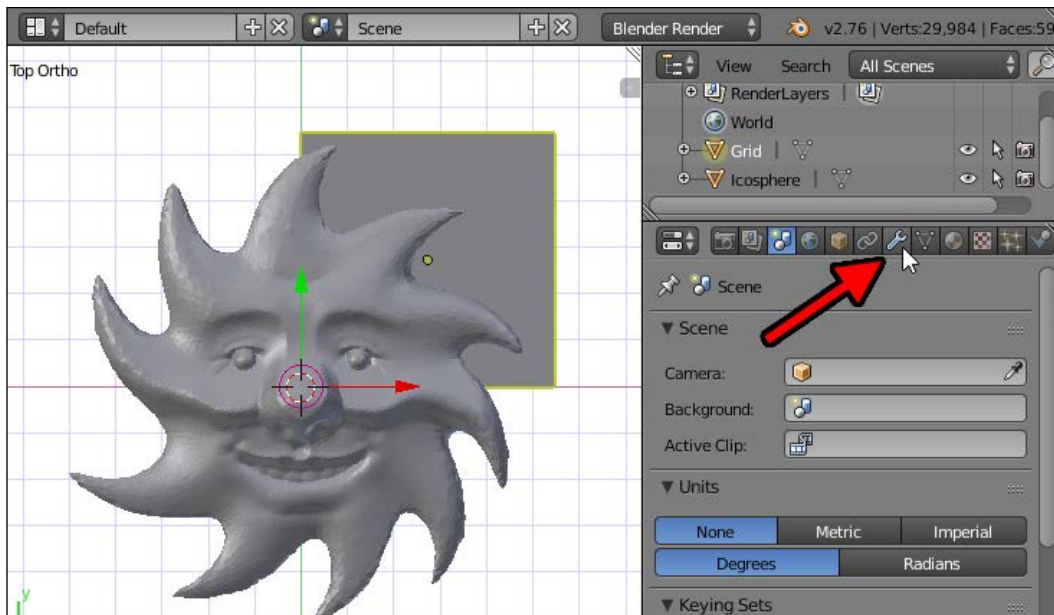 Default
Scene
Blender Render
v2.76 | Verts:29,984 | Faces:59
Top Ortho
View Search All Scenes
RenderLayers
World
Grid
Icosphere
Scene
Scene
Camera:
Background:
Active Clip:
Units
None Metric Imperial
Degrees Radians
Keying Sets
y